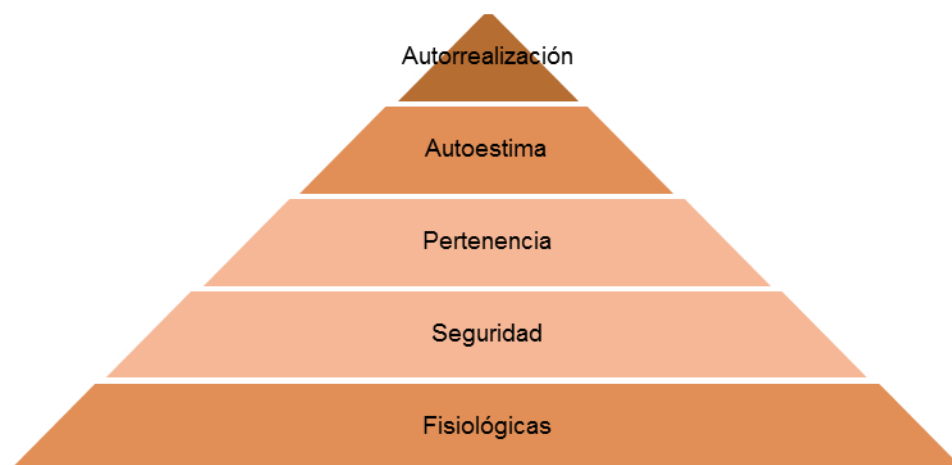 Autorrealización
Autoestima
Pertenencia
Seguridad
Fisiológicas